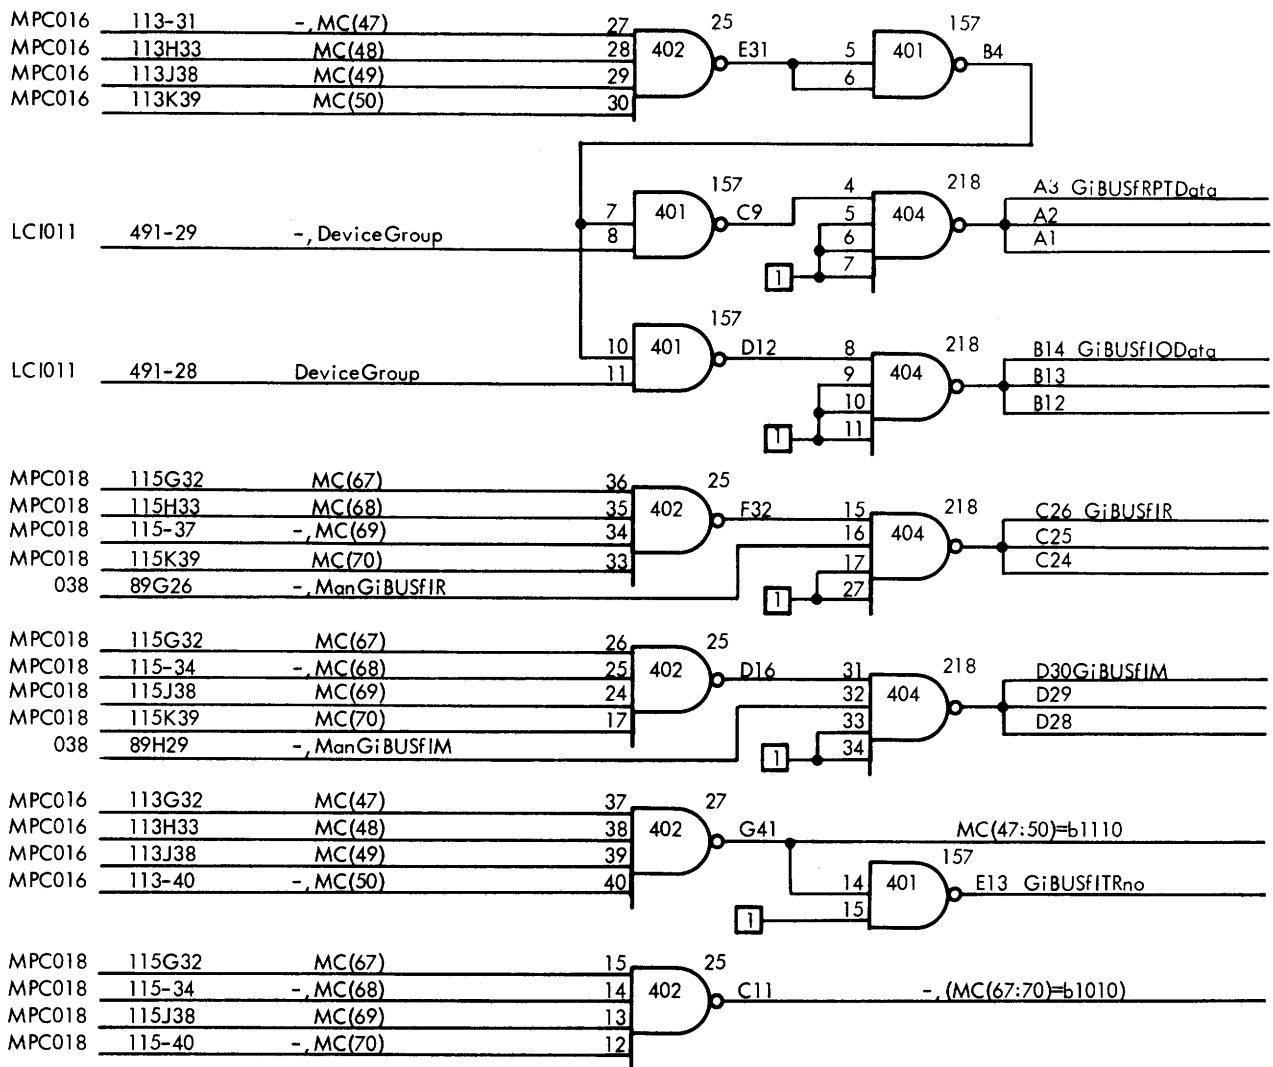 MPC016 113-31 -,MC(47) 27 25 157
MPC016 113H33 MC(48) 28 402 E31 5 401 B4
MPC016 113J38 MC(49) 29 6
MPC016 113K39 MC(50) 30
157 4 218 A3 GiBUSfRPTData
7 401 C9 5 404 A2
LCI011 491-29 -,DeviceGroup 8 6 A1
1 7
157
10 401 D12 8 218 B14 GiBUSfIOData
LCI011 491-28 DeviceGroup 11 9 404 B13
10 B12
1 11
MPC018 115G32 MC(67) 36 25
MPC018 115H33 MC(68) 35 402 F32 15 218 C26 GiBUSfIR
MPC018 115-37 -,MC(69) 34 16 404 C25
MPC018 115K39 MC(70) 33 17 C24
038 89G26 -,ManGiBUSfIR 1 27
MPC018 115G32 MC(67) 26 25
MPC018 115-34 -,MC(68) 25 402 D16 31 218 D30GiBUSfIM
MPC018 115J38 MC(69) 24 32 404 D29
MPC018 115K39 MC(70) 17 33 D28
038 89H29 -,ManGiBUSfIM 1 34
MPC016 113G32 MC(47) 37 27
MPC016 113H33 MC(48) 38 402 G41 MC(47:50)=b1110
MPC016 113J38 MC(49) 39 157
MPC016 113-40 -,MC(50) 40 14 401 E13 GiBUSfITRno
1 15
MPC018 115G32 MC(67) 15 25
MPC018 115-34 -,MC(68) 14 402 C11 -,(MC(67:70)=b1010)
MPC018 115J38 MC(69) 13
MPC018 115-40 -,MC(70) 12